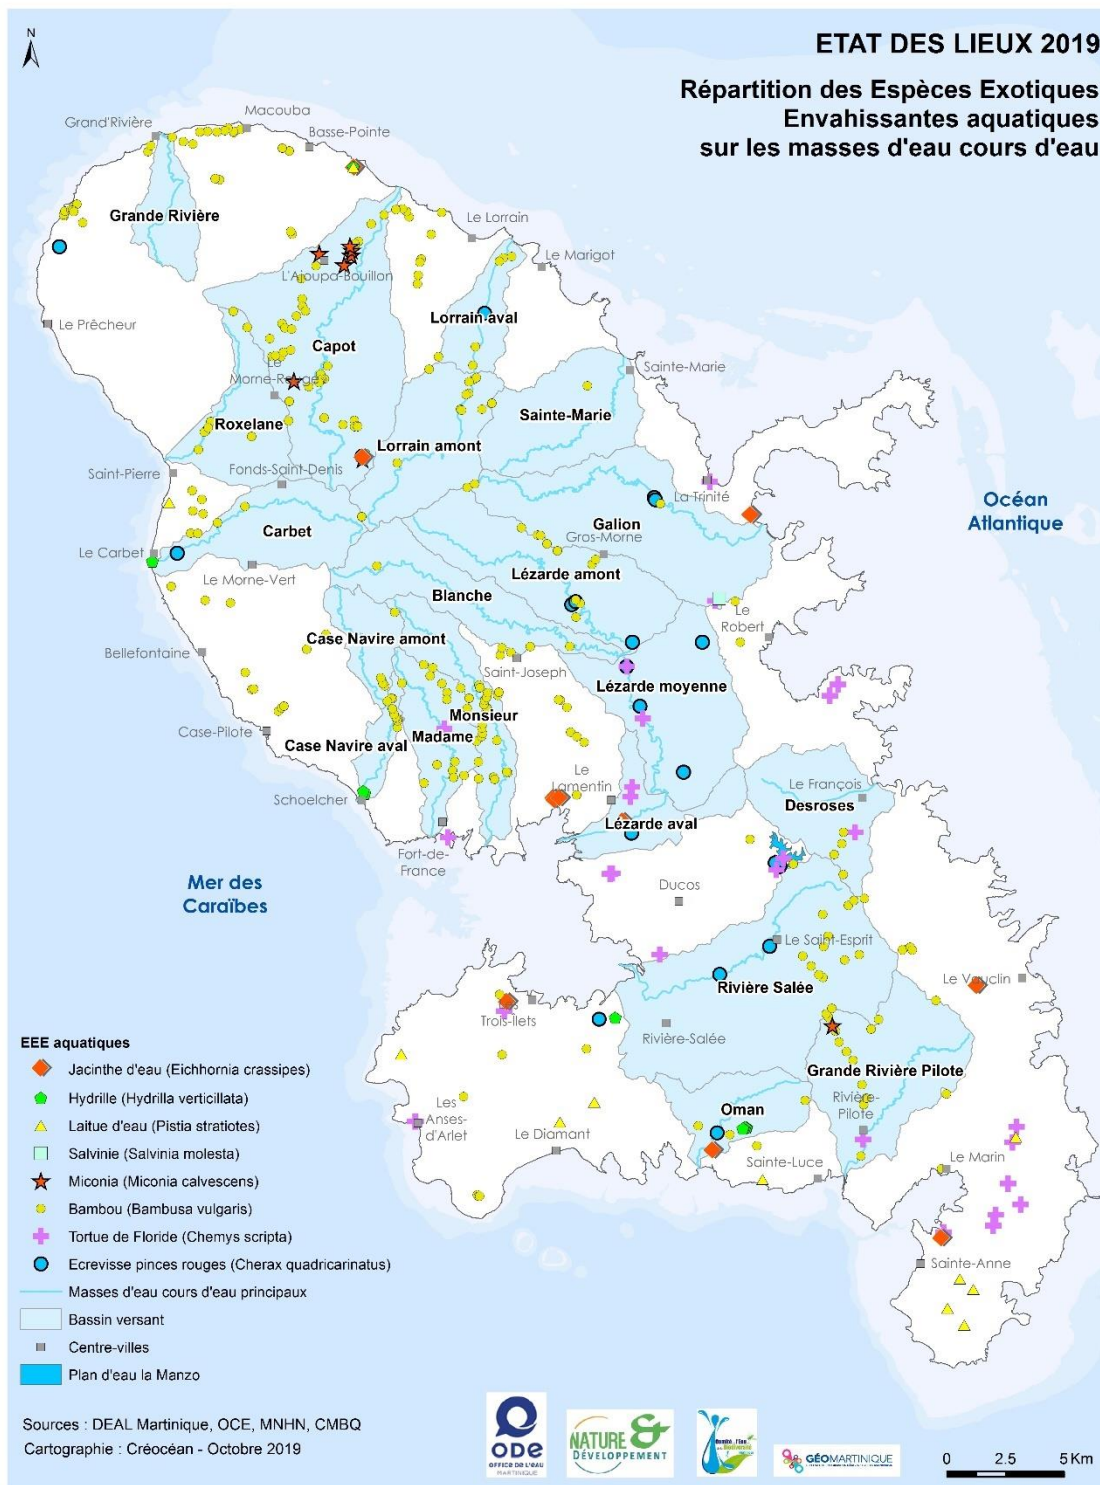 N
ETAT DES LIEUX 2019
Répartition des Espèces Exotiques
Envahissantes aquatiques
sur les masses d'eau cours d'eau
Macouba
Grand'Rivière
Basse-Pointe
Grande Rivière
Le Lorrain
Le Marigot
L'Ajoupa-Bouillon
Le Prêcheur
Lorrain aval
Capot
Le
Morne-Rouge
Sainte-Marie
Sainte-Marie
Roxelane
Lorrain amont
Saint-Pierre
Fonds-Saint-Denis
La Trinité
Océan
Atlantique
Carbet
Galion
Gros-Morne
Le Carbet
Le Morne-Vert
Lézarde amont
Blanche
Le
Robert
Case Navire amont
Bellefontaine
Saint-Joseph
Lézarde moyenne
Monsieur
Case-Pilote
Madame
Case Navire aval
Le
Lamentin
Le François
Desroses
Schoelcher
Lézarde aval
Fort-de-
France
Mer des
Caraïbes
Ducos
Le Saint-Esprit
Le Vauclin
Rivière Salée
Trois-Ilets
Rivière-Salée
EEE aquatiques
Jacinthe d'eau (Eichhornia crassipes)
Grande Rivière Pilote
Hydrille (Hydrilla verticillata)
Rivière-
Pilote
Oman
Les
Anses-
d'Arlet
Laitue d'eau (Pistia stratiotes)
Le Diamant
Salvinie (Salvinia molesta)
Sainte-Luce
Le Marin
Miconia (Miconia calvescens)
Bambou (Bambusa vulgaris)
Tortue de Floride (Chemys scripta)
Ecrevisse pinces rouges (Cherax quadricarinatus)
Sainte-Anne
Masses d'eau cours d'eau principaux
Bassin versant
Centre-villes
Plan d'eau la Manzo
Sources : DEAL Martinique, OCE, MNHN, CMBQ
Cartographie : Créocéan - Octobre 2019
ODE
OFFICE DE L'EAU
MARTINIQUE
NATURE &
Développement
GÉOMARTINIQUE
0 2.5 5 Km